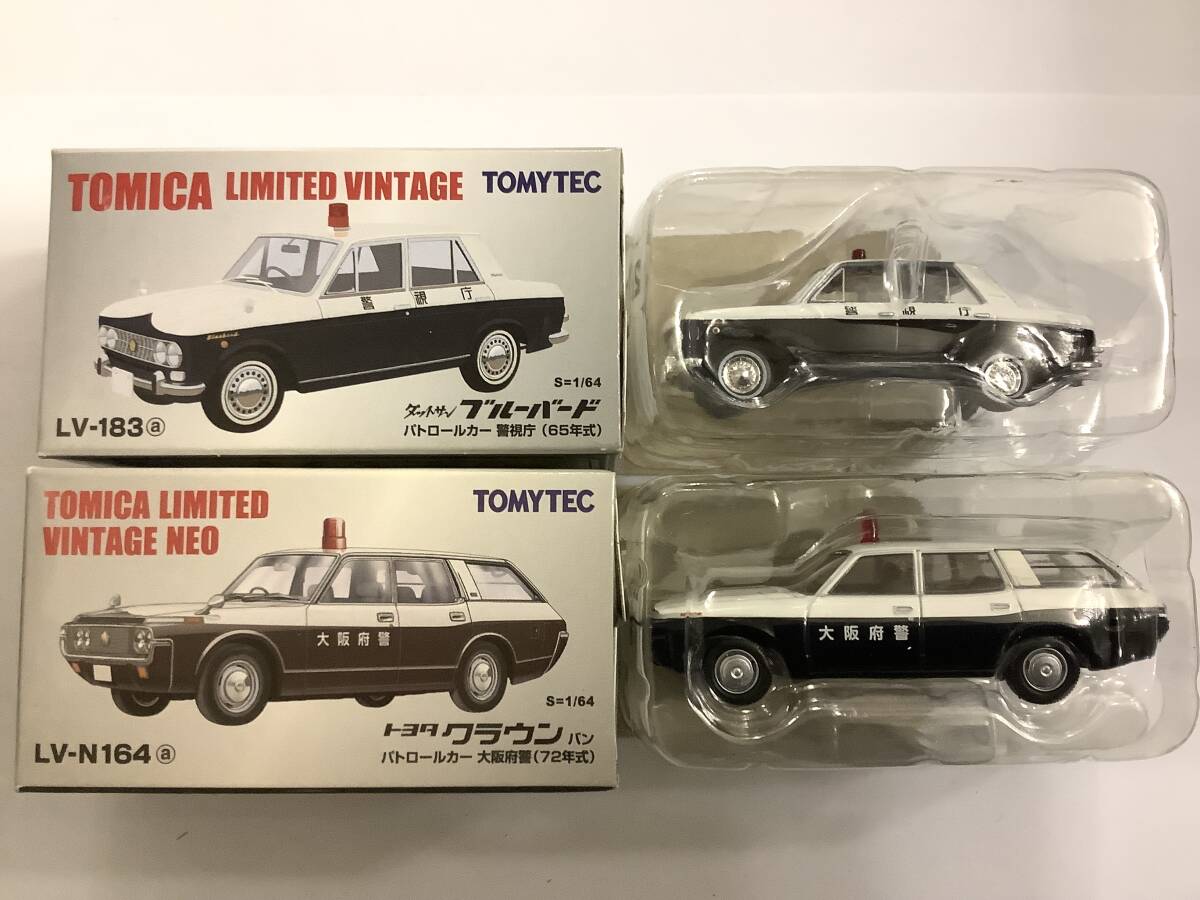 TOMICA LIMITED VINTAGE TOMYTEC
警視庁
S=1/64
LV-183ⓐ
ダットサン ブルーバード
パトロールカー 警視庁（65年式）
警視庁
TOMICA LIMITED
VINTAGE NEO
TOMYTEC
大阪府警
S=1/64
LV-N164ⓐ
トヨタ クラウン バン
パトロールカー 大阪府警（72年式）
大阪府警